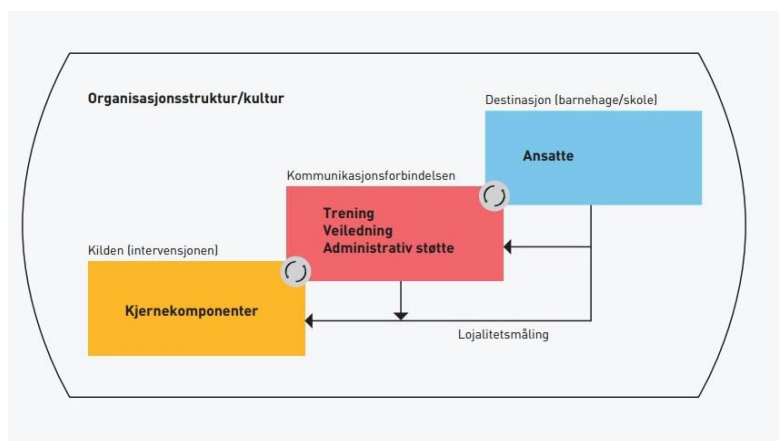 Organisasjonsstruktur/kultur
Destinasjon (barnehage/skole)
Ansatte
Kommunikasjonsforbindelsen
Trening
Veiledning
Administrativ støtte
Kilden (intervensjonen)
Kjernekomponenter
Lojalitetsmåling